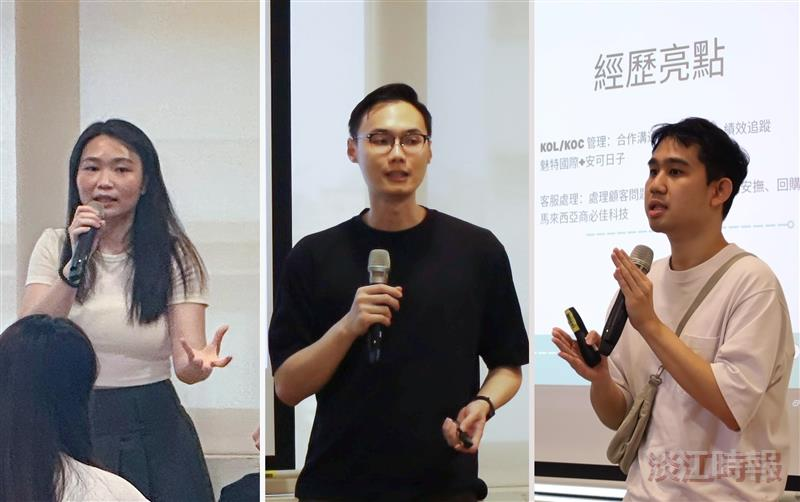 經歷亮點
KOL/KOC 管理：合作溝
績效追蹤
魅特國際+安可日子
客服處理：處理顧客問題
安撫、回購
馬來西亞商必佳科技
淡江時報